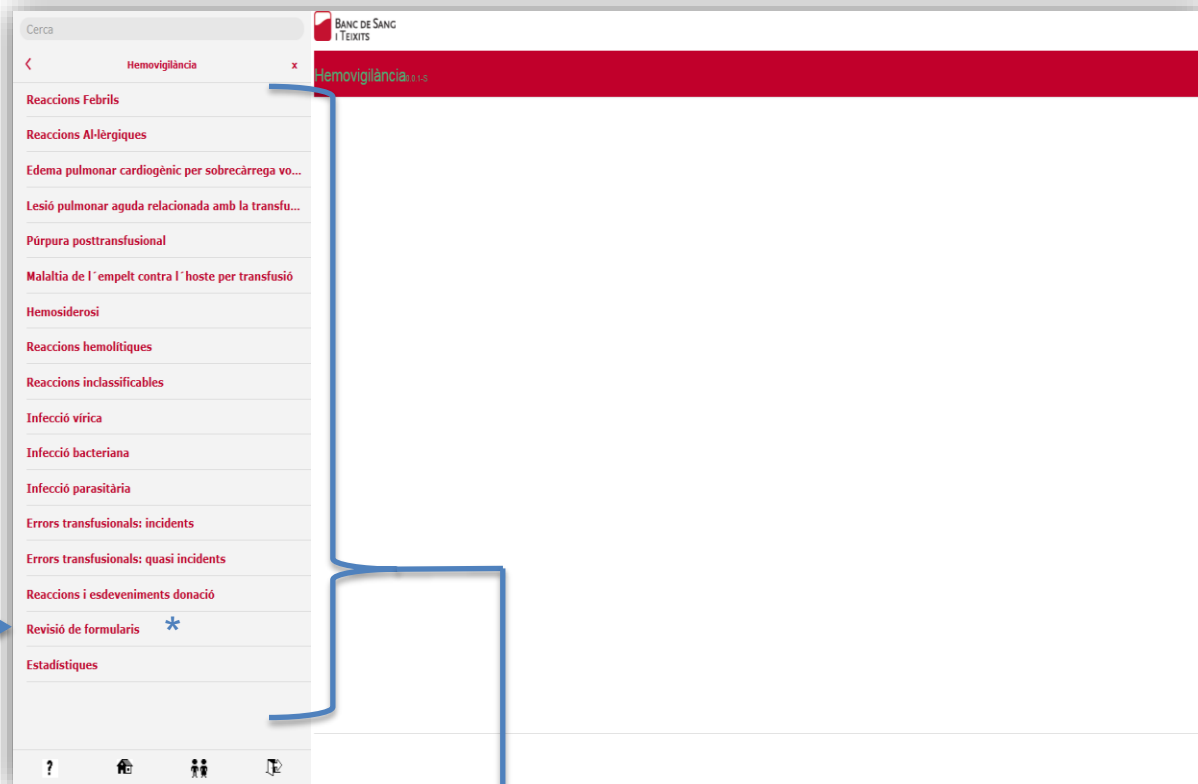 Cerca
Hemovigilància x
Reaccions Febrils
Reaccions Al·lèrgiques
Edema pulmonar cardiogènic per sobrecàrrega vo...
Lesió pulmonar aguda relacionada amb la transfu...
Púrpura posttransfusional
Malaltia de l´empelt contra l´hoste per transfusió
Hemosiderosi
Reaccions hemolítiques
Reaccions inclassificables
Infecció vírica
Infecció bacteriana
Infecció parasitària
Errors transfusionals: incidents
Errors transfusionals: quasi incidents
Reaccions i esdeveniments donació
Revisió de formularis *
Estadístiques
?
BANC DE SANG
I TEIXITS
Hemovigilància 0.0.1-S